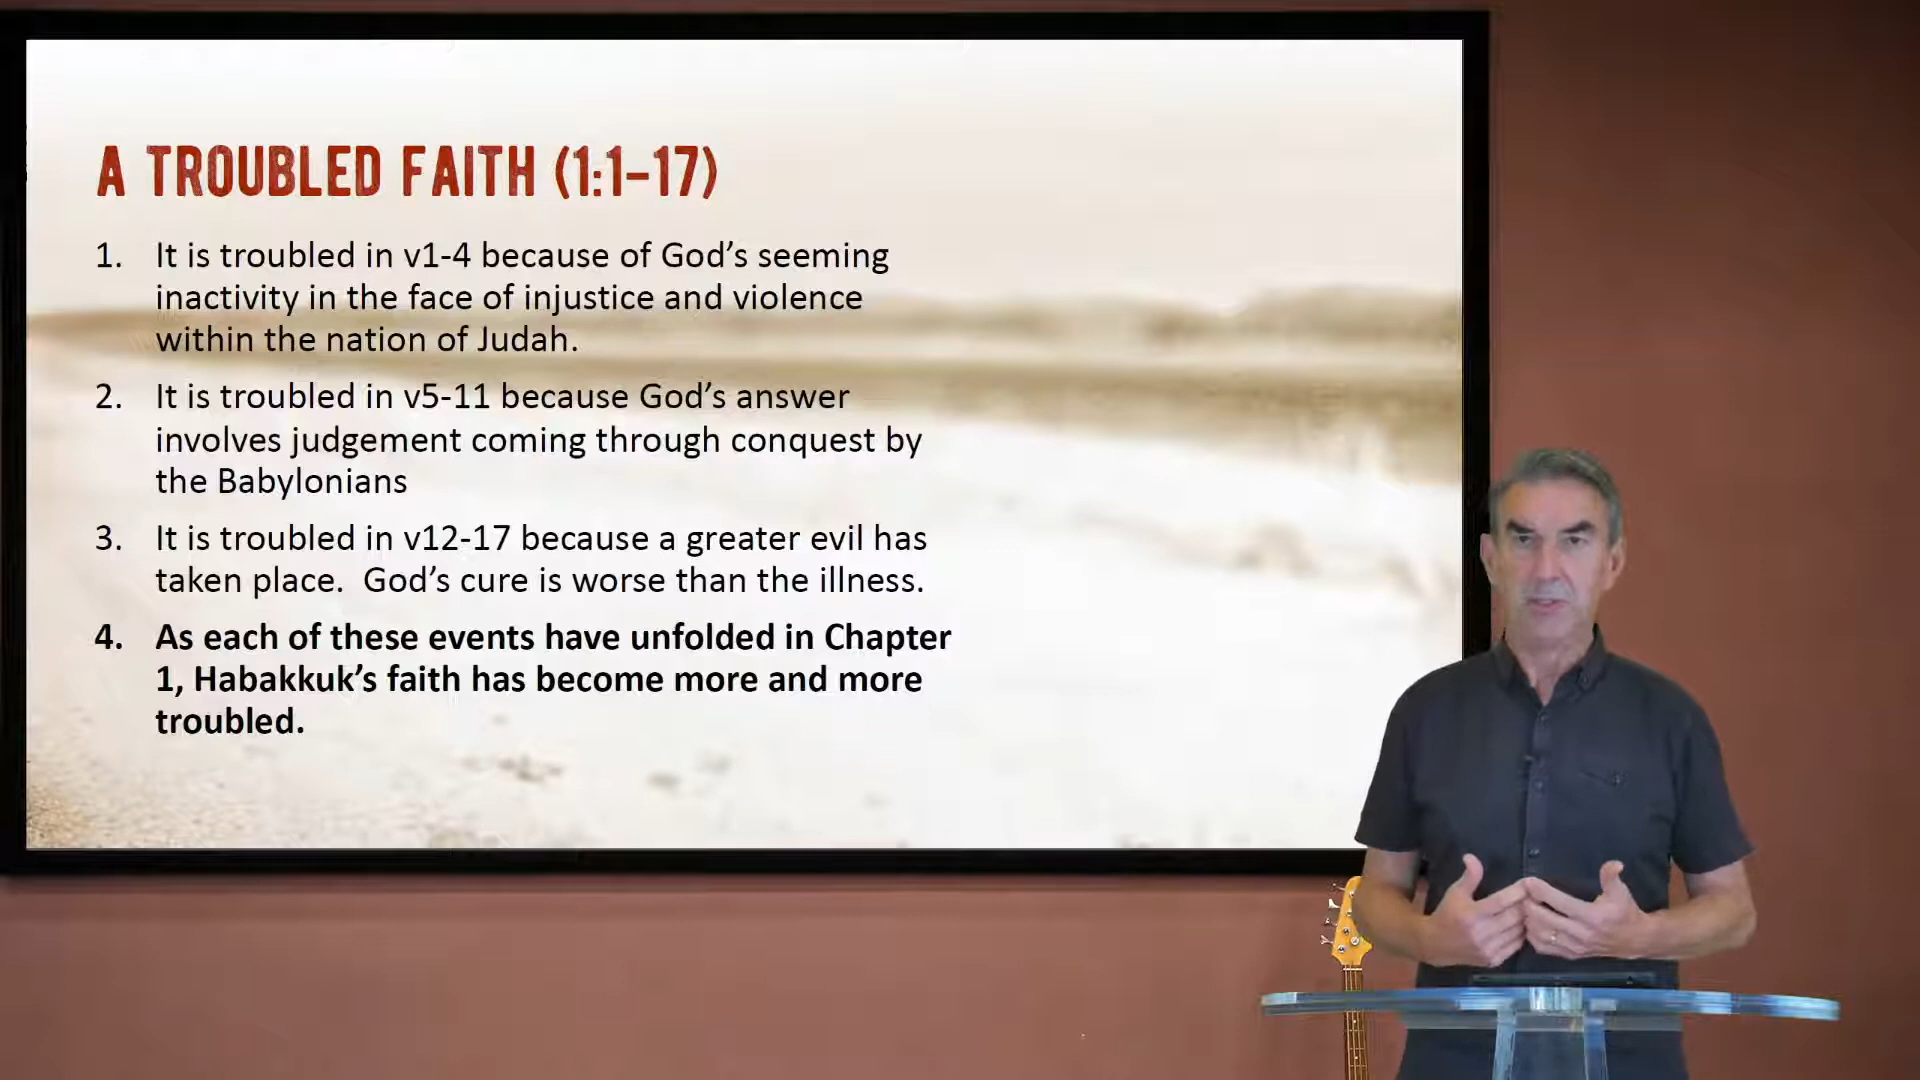 A TROUBLED FAITH (1:1–17)
1. It is troubled in v1-4 because of God’s seeming
inactivity in the face of injustice and violence
within the nation of Judah.
2. It is troubled in v5-11 because God’s answer
involves judgement coming through conquest by
the Babylonians
3. It is troubled in v12-17 because a greater evil has
taken place.  God’s cure is worse than the illness.
4. As each of these events have unfolded in Chapter
1, Habakkuk’s faith has become more and more
troubled.